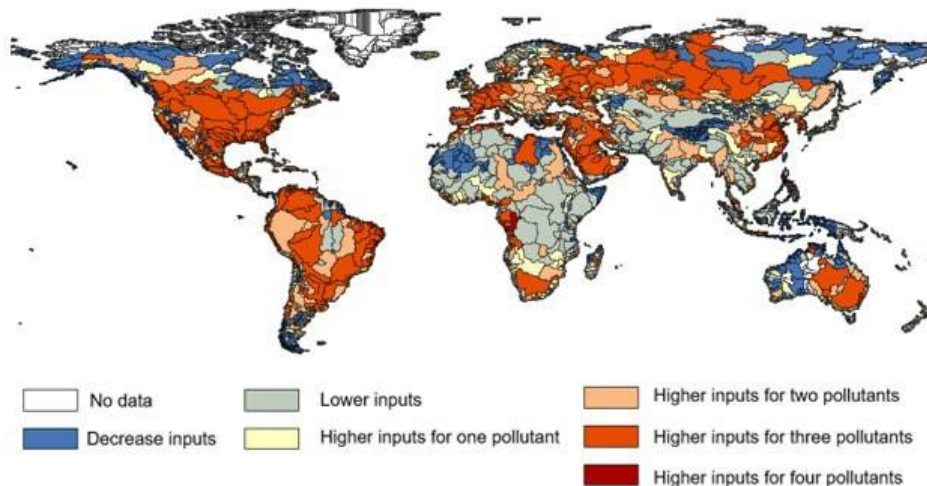 No data
Decrease inputs
Lower inputs
Higher inputs for one pollutant
Higher inputs for two pollutants
Higher inputs for three pollutants
Higher inputs for four pollutants